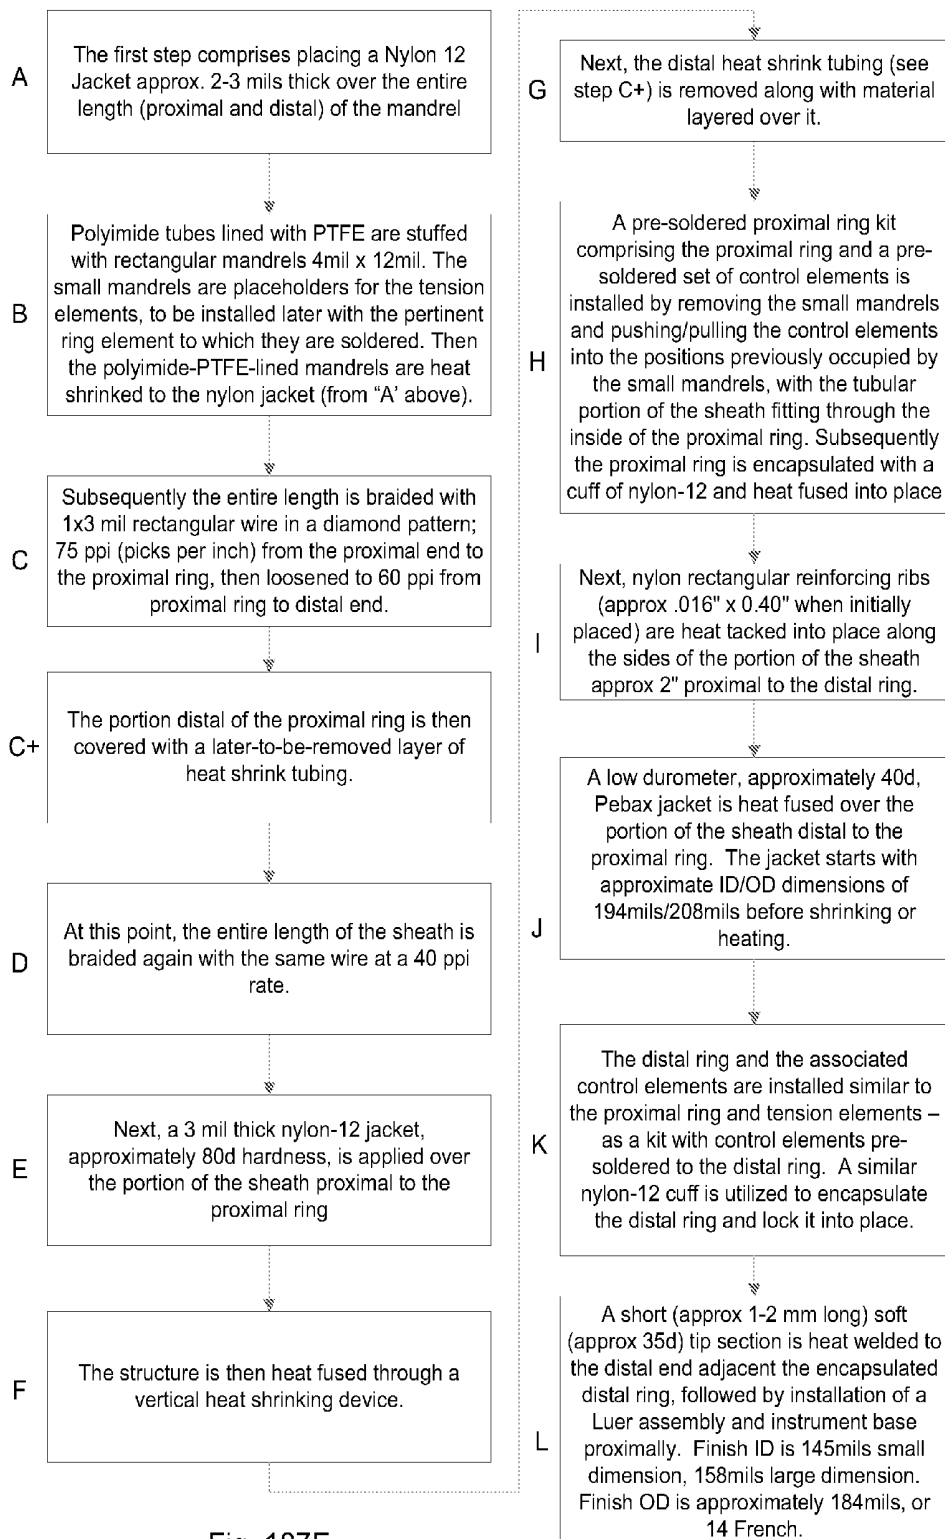 A
The first step comprises placing a Nylon 12
Jacket approx. 2-3 mils thick over the entire
length (proximal and distal) of the mandrel
B
Polyimide tubes lined with PTFE are stuffed
with rectangular mandrels 4mil x 12mil. The
small mandrels are placeholders for the tension
elements, to be installed later with the pertinent
ring element to which they are soldered. Then
the polyimide-PTFE-lined mandrels are heat
shrinked to the nylon jacket (from “A’ above).
C
Subsequently the entire length is braided with
1x3 mil rectangular wire in a diamond pattern;
75 ppi (picks per inch) from the proximal end to
the proximal ring, then loosened to 60 ppi from
proximal ring to distal end.
C+
The portion distal of the proximal ring is then
covered with a later-to-be-removed layer of
heat shrink tubing.
D
At this point, the entire length of the sheath is
braided again with the same wire at a 40 ppi
rate.
E
Next, a 3 mil thick nylon-12 jacket,
approximately 80d hardness, is applied over
the portion of the sheath proximal to the
proximal ring
F
The structure is then heat fused through a
vertical heat shrinking device.
G
Next, the distal heat shrink tubing (see
step C+) is removed along with material
layered over it.
H
A pre-soldered proximal ring kit
comprising the proximal ring and a pre-
soldered set of control elements is
installed by removing the small mandrels
and pushing/pulling the control elements
into the positions previously occupied by
the small mandrels, with the tubular
portion of the sheath fitting through the
inside of the proximal ring. Subsequently
the proximal ring is encapsulated with a
cuff of nylon-12 and heat fused into place
I
Next, nylon rectangular reinforcing ribs
(approx .016" x 0.40" when initially
placed) are heat tacked into place along
the sides of the portion of the sheath
approx 2" proximal to the distal ring.
J
A low durometer, approximately 40d,
Pebax jacket is heat fused over the
portion of the sheath distal to the
proximal ring. The jacket starts with
approximate ID/OD dimensions of
194mils/208mils before shrinking or
heating.
K
The distal ring and the associated
control elements are installed similar to
the proximal ring and tension elements –
as a kit with control elements pre-
soldered to the distal ring. A similar
nylon-12 cuff is utilized to encapsulate
the distal ring and lock it into place.
L
A short (approx 1-2 mm long) soft
(approx 35d) tip section is heat welded to
the distal end adjacent the encapsulated
distal ring, followed by installation of a
Luer assembly and instrument base
proximally. Finish ID is 145mils small
dimension, 158mils large dimension.
Finish OD is approximately 184mils, or
14 French.